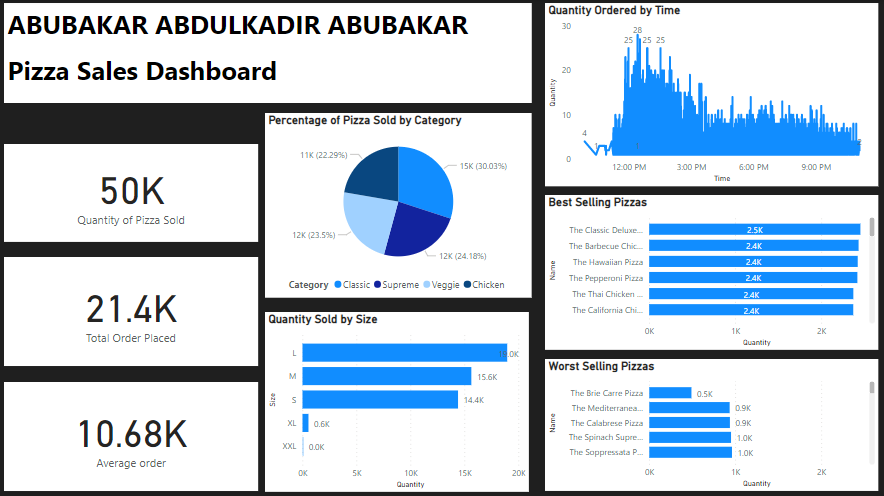 ABUBAKAR ABDULKADIR ABUBAKAR
Pizza Sales Dashboard
50K
Quantity of Pizza Sold
21.4K
Total Order Placed
10.68K
Average order
Percentage of Pizza Sold by Category
11K (22.29%)
15K (30.03%)
12K (23.5%)
12K (24.18%)
Category Classic Supreme Veggie Chicken
Quantity Sold by Size
Size
L
M 15.6K
S 14.4K
XL 0.6K
XXL 0.0K
0K 5K 10K 15K 20K
Quantity
Quantity Ordered by Time
Quantity
30
20
10
0
28
25 25 25
4
12:00 PM 3:00 PM 6:00 PM 9:00 PM
Time
Best Selling Pizzas
Name
The Classic Deluxe... 2.5K
The Barbecue Chic... 2.4K
The Hawaiian Pizza 2.4K
The Pepperoni Pizza 2.4K
The Thai Chicken ... 2.4K
The California Chi... 2.4K
0K 1K 2K
Quantity
Worst Selling Pizzas
Name
The Brie Carre Pizza 0.5K
The Mediterranea... 0.9K
The Calabrese Pizza 0.9K
The Spinach Supre... 1.0K
The Soppressata P... 1.0K
0K 1K 2K
Quantity